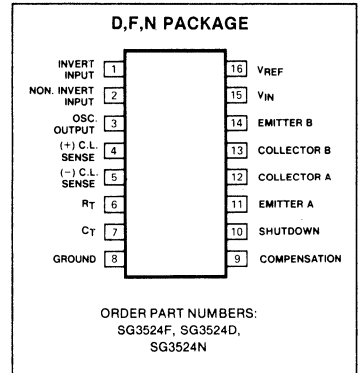 D,F,N PACKAGE
INVERT
INPUT
1
NON. INVERT
INPUT
2
OSC.
OUTPUT
3
(+) C.L.
SENSE
4
(−) C.L.
SENSE
5
RT
6
CT
7
GROUND
8
16
VREF
15
VIN
14
EMITTER B
13
COLLECTOR B
12
COLLECTOR A
11
EMITTER A
10
SHUTDOWN
9
COMPENSATION
ORDER PART NUMBERS:
SG3524F, SG3524D,
SG3524N